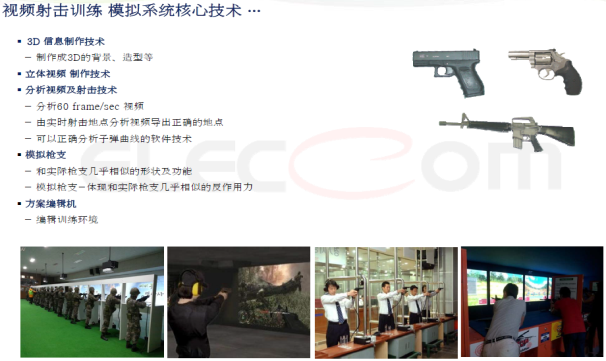 视频射击训练 模拟系统核心技术 …
▪ 3D 信息制作技术
– 制作成3D的背景、造型等
▪ 立体视频 制作技术
▪ 分析视频及射击技术
– 分析60 frame/sec 视频
– 由实时射击地点分析视频导出正确的地点
– 可以正确分析子弹曲线的软件技术
▪ 模拟枪支
– 和实际枪支几乎相似的形状及功能
– 模拟枪支–体现和实际枪支几乎相似的反作用力
▪ 方案编辑机
– 编辑训练环境
ELECCOM